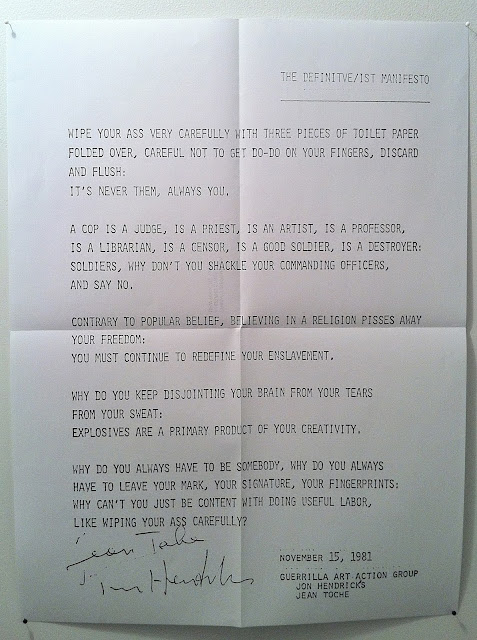 THE DEFINITVE/IST MANIFESTO
WIPE YOUR ASS VERY CAREFULLY WITH THREE PIECES OF TOILET PAPER
FOLDED OVER, CAREFUL NOT TO GET DO-DO ON YOUR FINGERS, DISCARD
AND FLUSH:
IT'S NEVER THEM, ALWAYS YOU.
A COP IS A JUDGE, IS A PRIEST, IS AN ARTIST, IS A PROFESSOR,
IS A LIBRARIAN, IS A CENSOR, IS A GOOD SOLDIER, IS A DESTROYER:
SOLDIERS, WHY DON'T YOU SHACKLE YOUR COMMANDING OFFICERS,
AND SAY NO.
CONTRARY TO POPULAR BELIEF, BELIEVING IN A RELIGION PISSES AWAY
YOUR FREEDOM:
YOU MUST CONTINUE TO REDEFINE YOUR ENSLAVEMENT.
WHY DO YOU KEEP DISJOINTING YOUR BRAIN FROM YOUR TEARS
FROM YOUR SWEAT:
EXPLOSIVES ARE A PRIMARY PRODUCT OF YOUR CREATIVITY.
WHY DO YOU ALWAYS HAVE TO BE SOMEBODY, WHY DO YOU ALWAYS
HAVE TO LEAVE YOUR MARK, YOUR SIGNATURE, YOUR FINGERPRINTS:
WHY CAN'T YOU JUST BE CONTENT WITH DOING USEFUL LABOR,
LIKE WIPING YOUR ASS CAREFULLY?
Jean Toche
Jon Hendricks
NOVEMBER 15, 1981
GUERRILLA ART ACTION GROUP
JON HENDRICKS
JEAN TOCHE